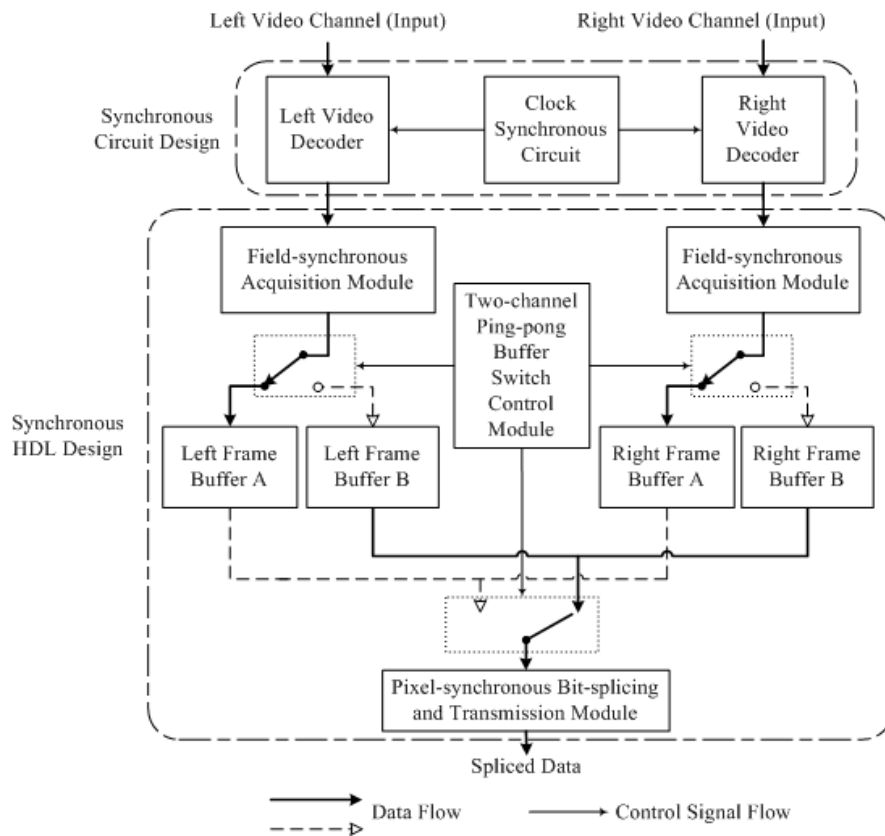 Left Video Channel (Input)
Right Video Channel (Input)
Synchronous
Circuit Design
Left Video
Decoder
Clock
Synchronous
Circuit
Right
Video
Decoder
Field-synchronous
Acquisition Module
Field-synchronous
Acquisition Module
Two-channel
Ping-pong
Buffer
Switch
Control
Module
Synchronous
HDL Design
Left Frame
Buffer A
Left Frame
Buffer B
Right Frame
Buffer A
Right Frame
Buffer B
Pixel-synchronous Bit-splicing
and Transmission Module
Spliced Data
Data Flow
Control Signal Flow